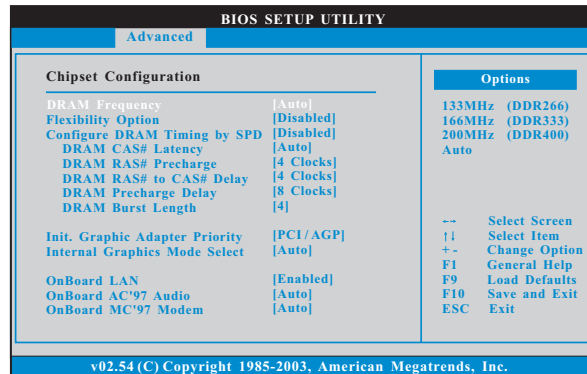 BIOS SETUP UTILITY
Advanced
Chipset Configuration
DRAM Frequency [Auto]
Flexibility Option [Disabled]
Configure DRAM Timing by SPD [Disabled]
DRAM CAS# Latency [Auto]
DRAM RAS# Precharge [4 Clocks]
DRAM RAS# to CAS# Delay [4 Clocks]
DRAM Precharge Delay [8 Clocks]
DRAM Burst Length [4]
Init. Graphic Adapter Priority [PCI/AGP]
Internal Graphics Mode Select [Auto]
OnBoard LAN [Enabled]
OnBoard AC'97 Audio [Auto]
OnBoard MC'97 Modem [Auto]
Options
133MHz (DDR266)
166MHz (DDR333)
200MHz (DDR400)
Auto
←→ Select Screen
↑↓ Select Item
+- Change Option
F1 General Help
F9 Load Defaults
F10 Save and Exit
ESC Exit
v02.54 (C) Copyright 1985-2003, American Megatrends, Inc.